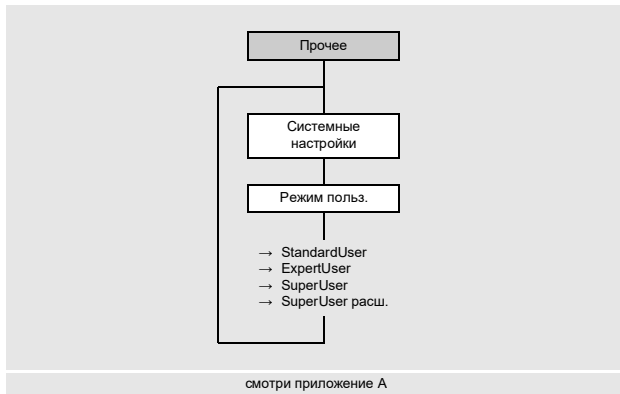 Прочее
Системные
настройки
Режим польз.
→ StandardUser
→ ExpertUser
→ SuperUser
→ SuperUser расш.
смотри приложение A